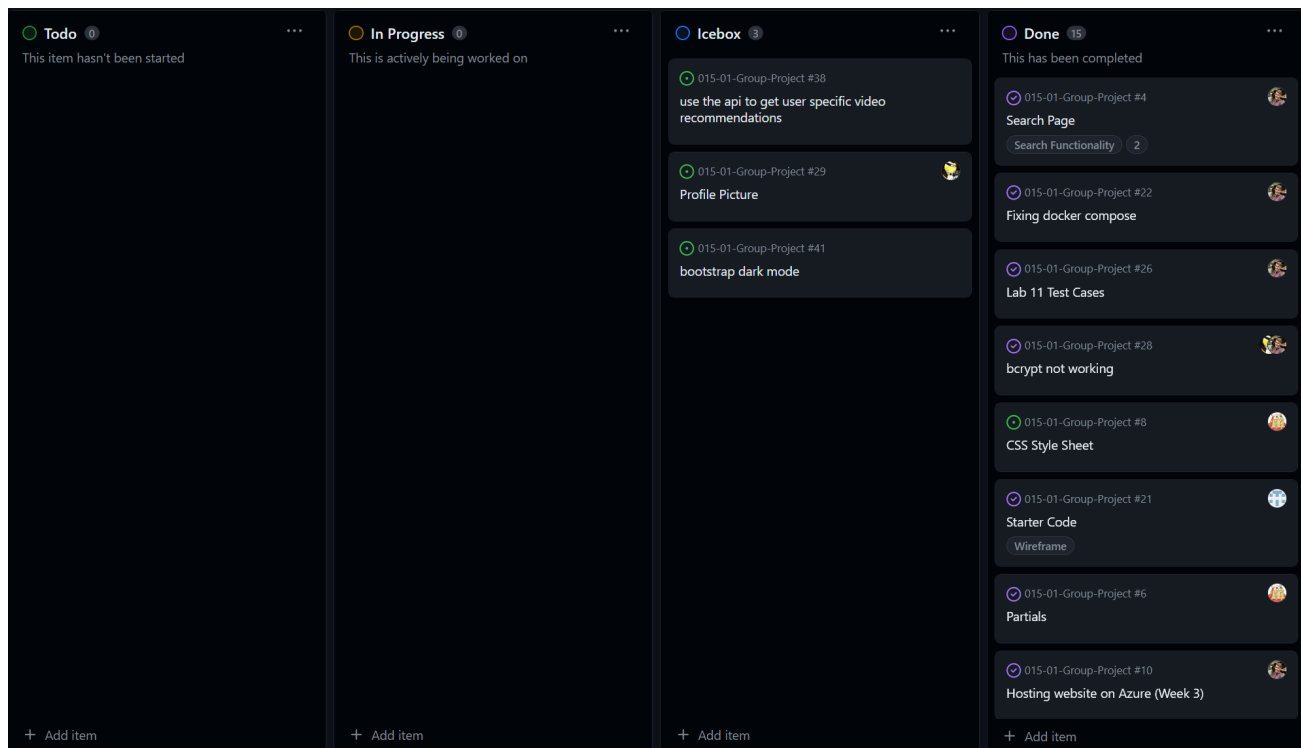 Todo 0
This item hasn't been started
Add item
In Progress 0
This is actively being worked on
Add item
Icebox 3
015-01-Group-Project #38
use the api to get user specific video
recommendations
015-01-Group-Project #29
Profile Picture
015-01-Group-Project #41
bootstrap dark mode
Add item
Done 15
This has been completed
015-01-Group-Project #4
Search Page
Search Functionality 2
015-01-Group-Project #22
Fixing docker compose
015-01-Group-Project #26
Lab 11 Test Cases
015-01-Group-Project #28
bcrypt not working
015-01-Group-Project #8
CSS Style Sheet
015-01-Group-Project #21
Starter Code
Wireframe
015-01-Group-Project #6
Partials
015-01-Group-Project #10
Hosting website on Azure (Week 3)
Add item